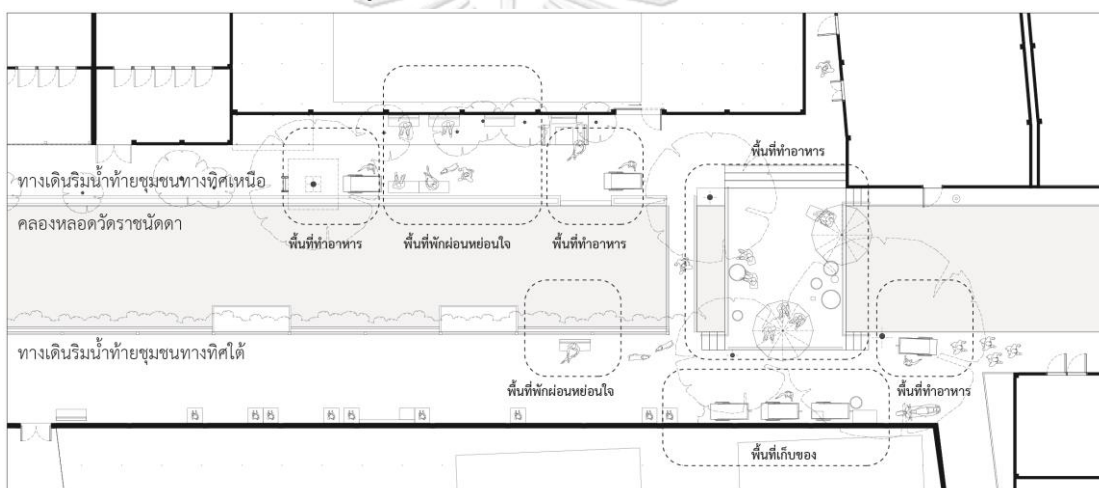 พื้นที่ทำอาหาร
ทางเดินริมน้ำท้ายชุมชนทางทิศเหนือ
คลองหลอดวัดราชนัดดา
พื้นที่ทำอาหาร
พื้นที่พักผ่อนหย่อนใจ
พื้นที่ทำอาหาร
ทางเดินริมน้ำท้ายชุมชนทางทิศใต้
พื้นที่พักผ่อนหย่อนใจ
พื้นที่ทำอาหาร
พื้นที่เก็บของ